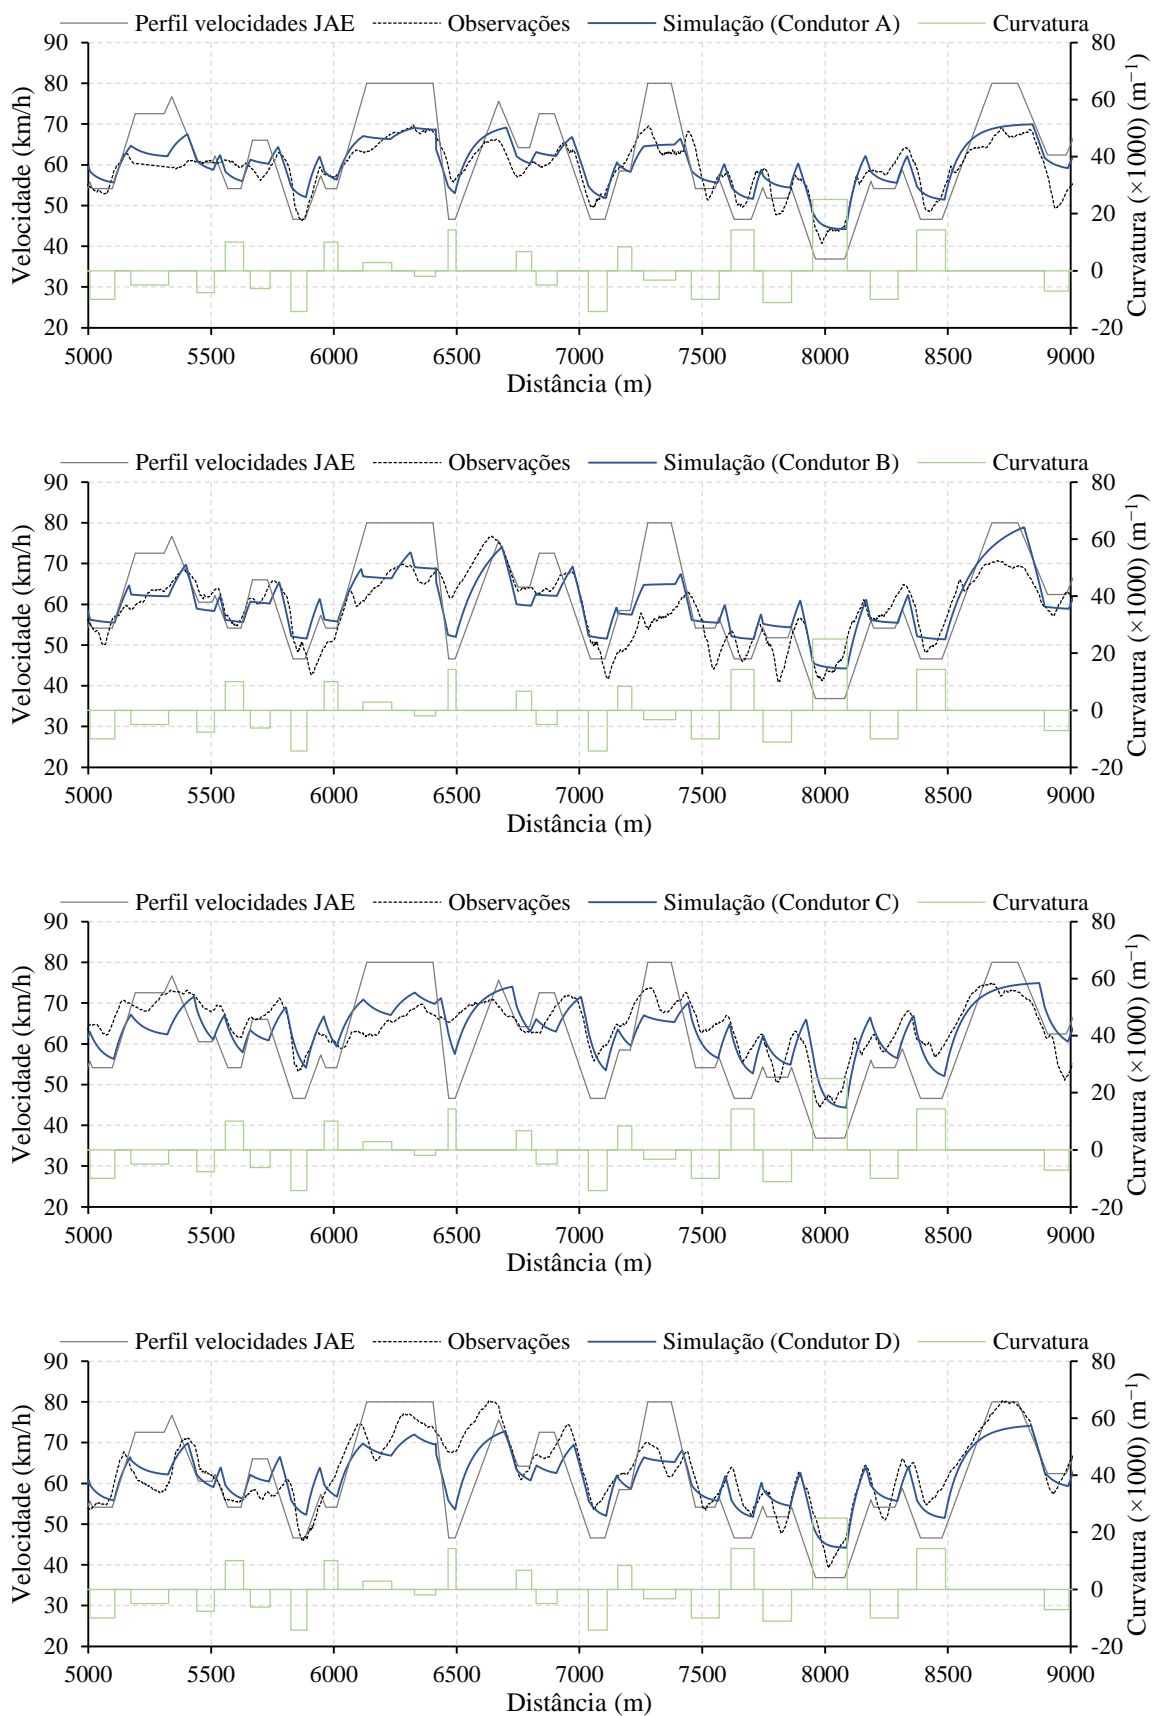 Perfil velocidades JAE Observações Simulação (Condutor A) Curvatura
90 80
80 60
70
60 40
50 20
40 0
30
20 -20
5000 5500 6000 6500 7000 7500 8000 8500 9000
Distância (m)
Velocidade (km/h)
Curvatura (×1000) (m⁻¹)
Perfil velocidades JAE Observações Simulação (Condutor B) Curvatura
90 80
80 60
70
60 40
50 20
40 0
30
20 -20
5000 5500 6000 6500 7000 7500 8000 8500 9000
Distância (m)
Velocidade (km/h)
Curvatura (×1000) (m⁻¹)
Perfil velocidades JAE Observações Simulação (Condutor C) Curvatura
90 80
80 60
70
60 40
50 20
40 0
30
20 -20
5000 5500 6000 6500 7000 7500 8000 8500 9000
Distância (m)
Velocidade (km/h)
Curvatura (×1000) (m⁻¹)
Perfil velocidades JAE Observações Simulação (Condutor D) Curvatura
90 80
80 60
70
60 40
50 20
40 0
30
20 -20
5000 5500 6000 6500 7000 7500 8000 8500 9000
Distância (m)
Velocidade (km/h)
Curvatura (×1000) (m⁻¹)